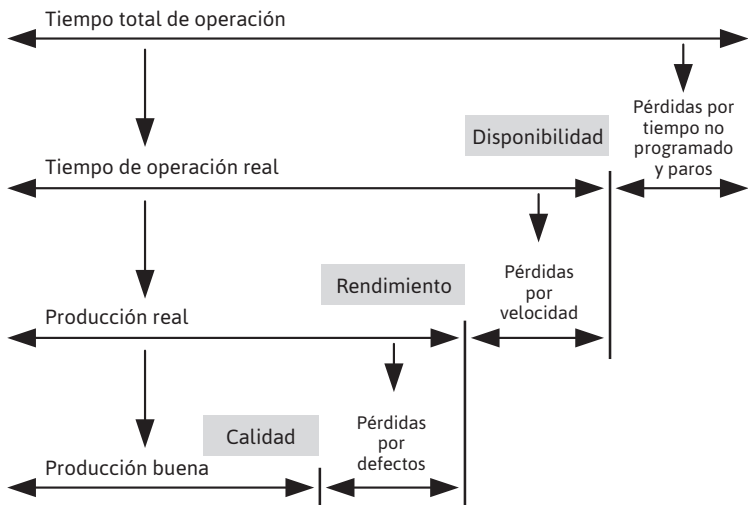 Tiempo total de operación
Pérdidas por
tiempo no
programado
y paros
Disponibilidad
Tiempo de operación real
Pérdidas
por
velocidad
Rendimiento
Producción real
Pérdidas
por
defectos
Calidad
Producción buena